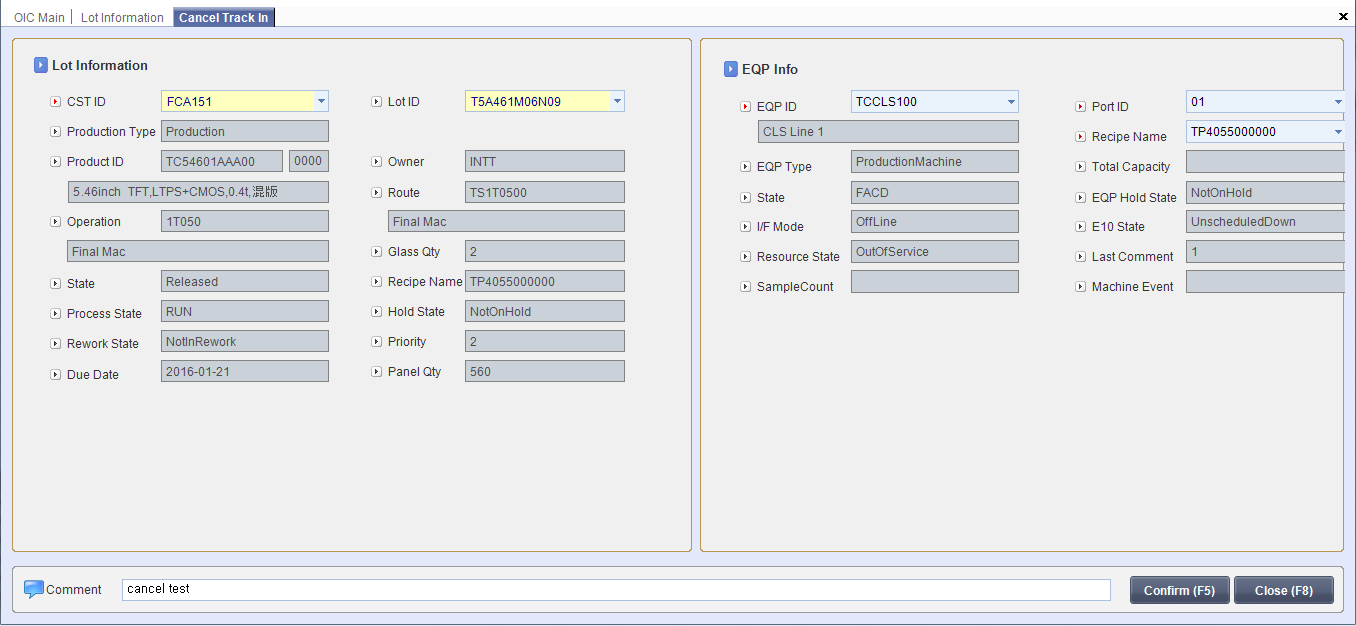 OIC Main Lot Information Cancel Track In
Lot Information
CST ID FCA151 Lot ID T5A461M06N09
Production Type Production
Product ID TC54601AAA00 0000 Owner INTT
5.46inch TFT,LTPS+CMOS,0.4t,混版 Route TS1T0500
Operation 1T050 Final Mac
Final Mac Glass Qty 2
State Released Recipe Name TP4055000000
Process State RUN Hold State NotOnHold
Rework State NotInRework Priority 2
Due Date 2016-01-21 Panel Qty 560
EQP Info
EQP ID TCCLS100 Port ID 01
CLS Line 1 Recipe Name TP4055000000
EQP Type ProductionMachine Total Capacity
State FACD EQP Hold State NotOnHold
I/F Mode OffLine E10 State UnscheduledDown
Resource State OutOfService Last Comment 1
SampleCount Machine Event
Comment cancel test Confirm (F5) Close (F8)